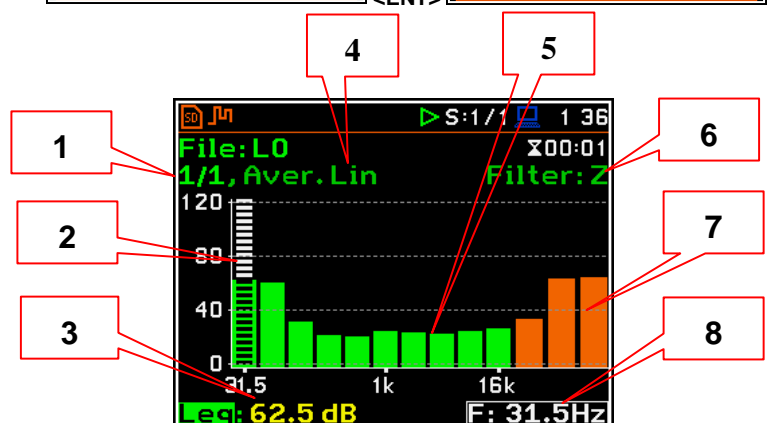 <ENT>
4
5
S:1/1 1 36
1
File:L0
00:01
6
1/1, Aver.Lin
Filter:Z
120
2
80
7
40
3
0
8
31.5 1k 16k
Leq: 62.5 dB
F: 31.5Hz